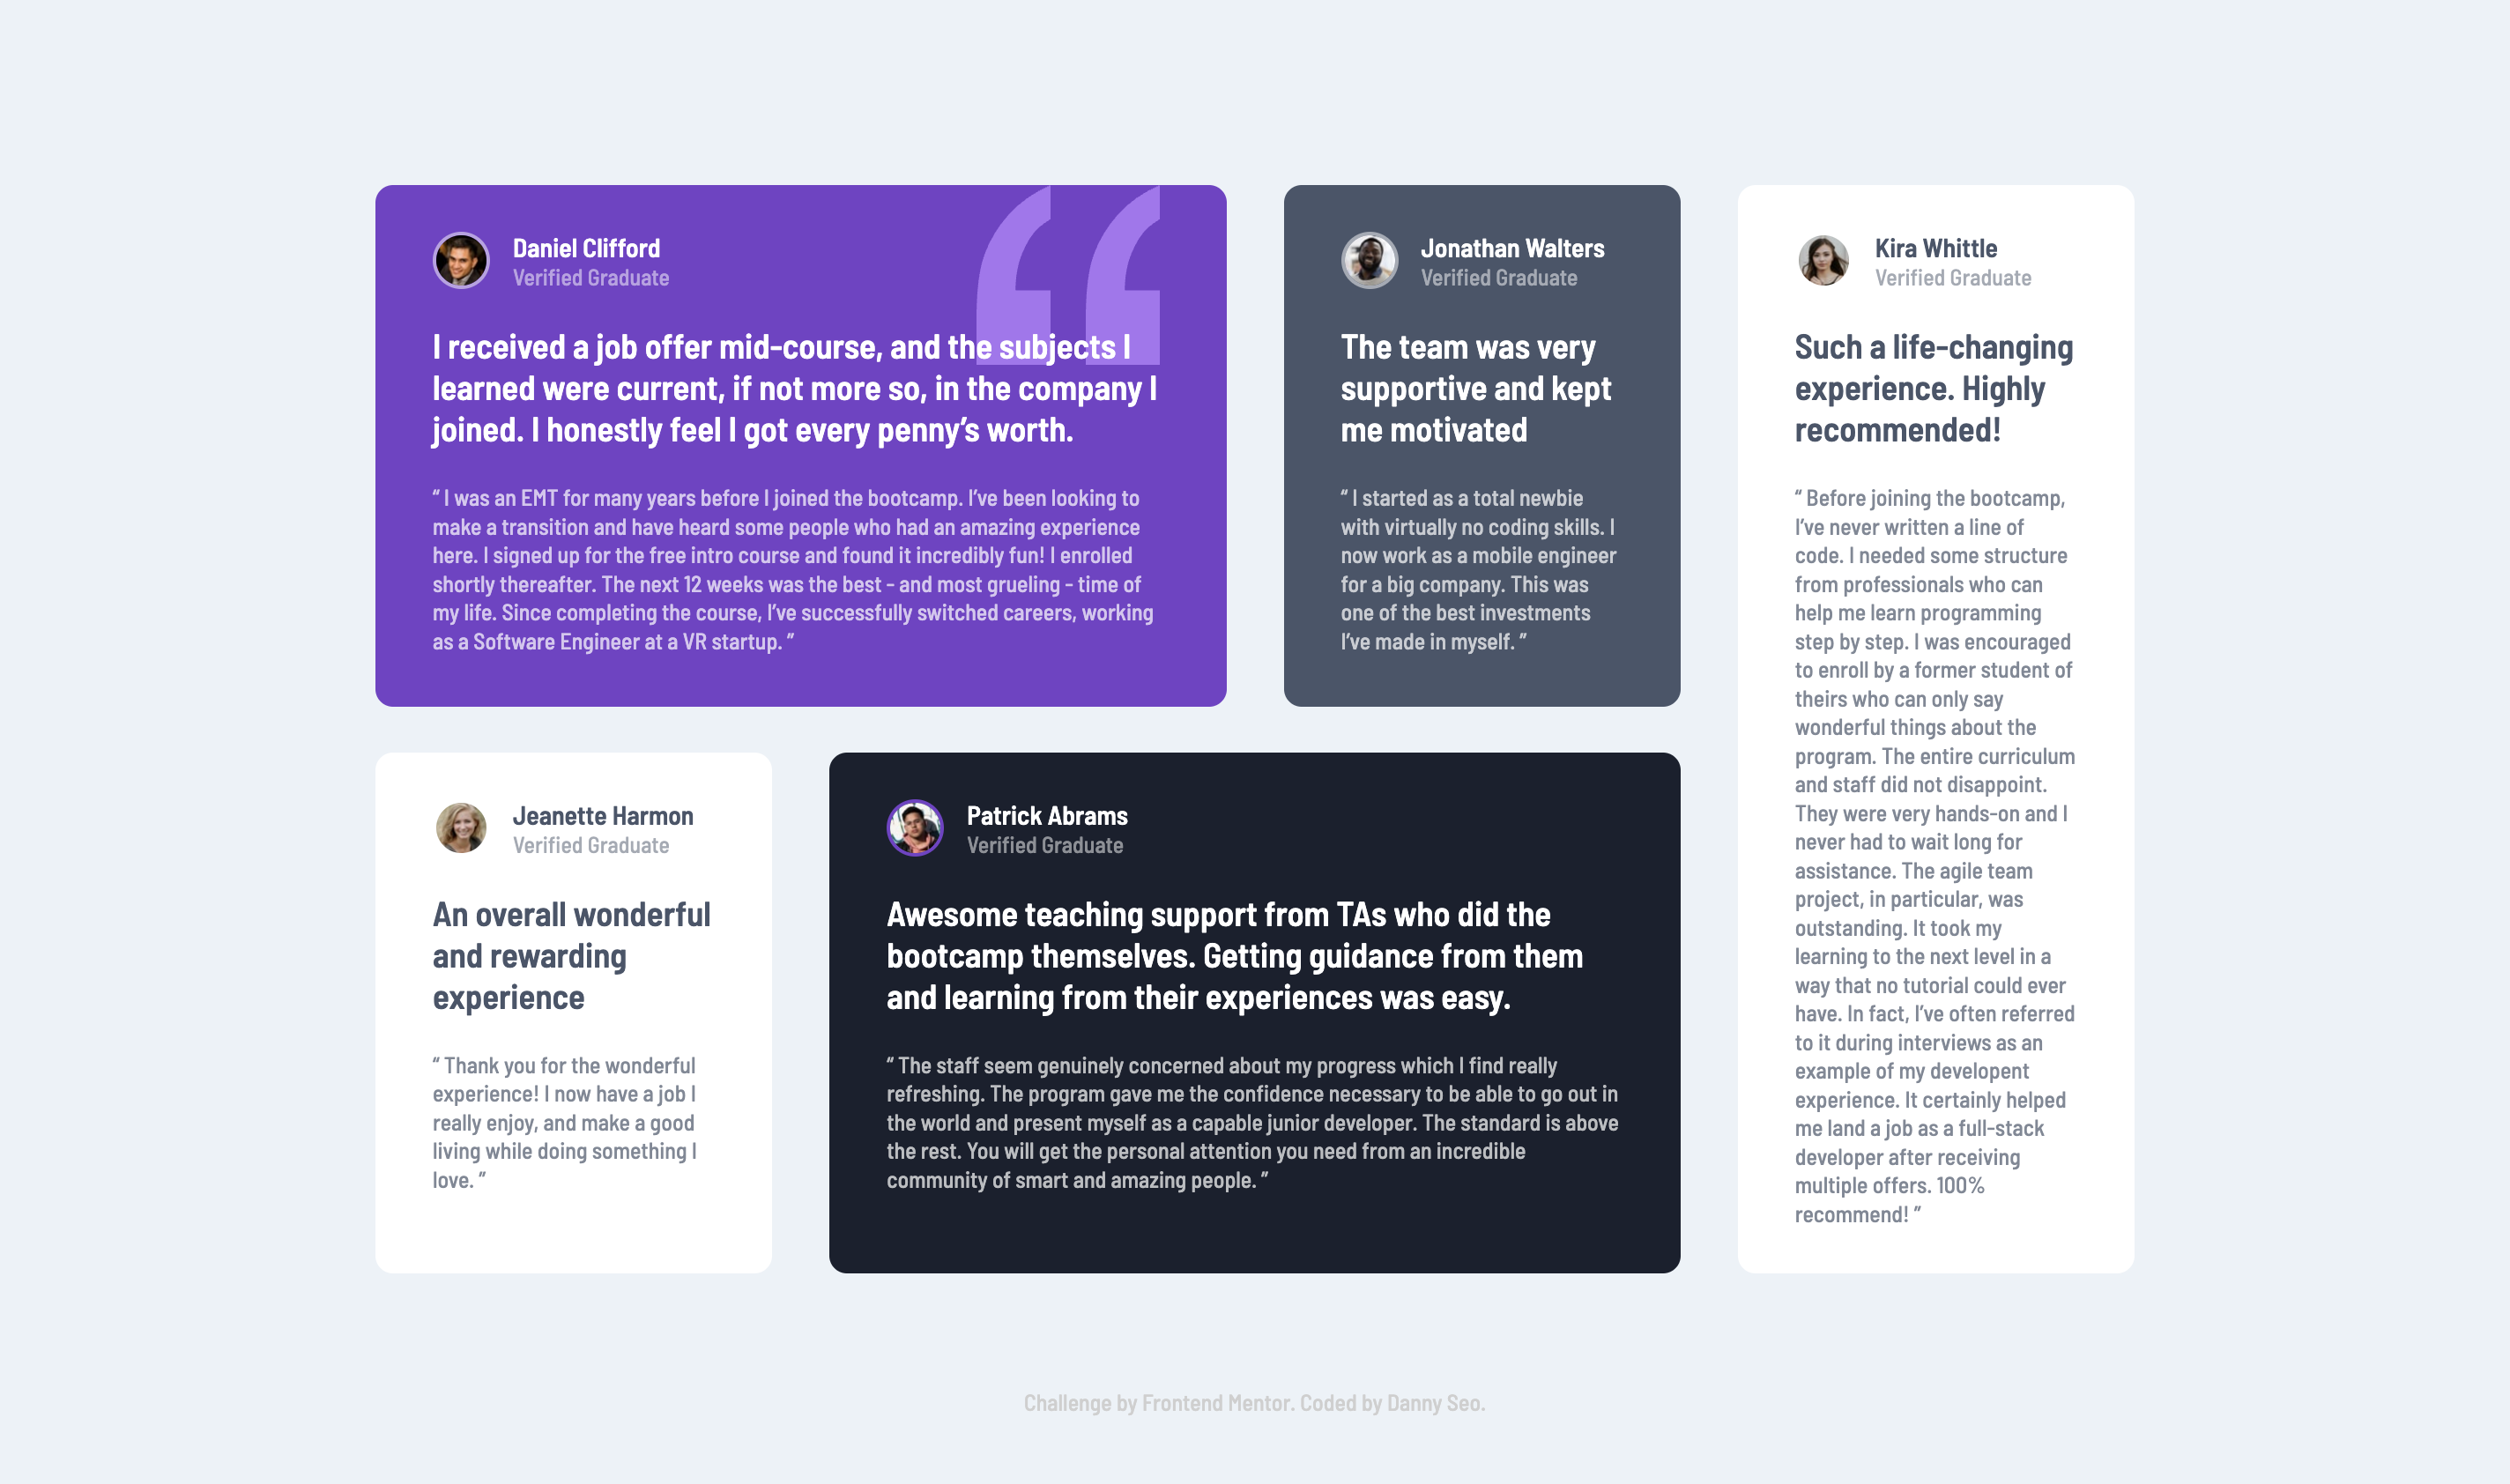 Daniel Clifford
Verified Graduate
I received a job offer mid-course, and the subjects I
learned were current, if not more so, in the company I
joined. I honestly feel I got every penny’s worth.
“ I was an EMT for many years before I joined the bootcamp. I’ve been looking to
make a transition and have heard some people who had an amazing experience
here. I signed up for the free intro course and found it incredibly fun! I enrolled
shortly thereafter. The next 12 weeks was the best - and most grueling - time of
my life. Since completing the course, I’ve successfully switched careers, working
as a Software Engineer at a VR startup. ”
Jonathan Walters
Verified Graduate
The team was very
supportive and kept
me motivated
“ I started as a total newbie
with virtually no coding skills. I
now work as a mobile engineer
for a big company. This was
one of the best investments
I’ve made in myself. ”
Kira Whittle
Verified Graduate
Such a life-changing
experience. Highly
recommended!
“ Before joining the bootcamp,
I’ve never written a line of
code. I needed some structure
from professionals who can
help me learn programming
step by step. I was encouraged
to enroll by a former student of
theirs who can only say
wonderful things about the
program. The entire curriculum
and staff did not disappoint.
They were very hands-on and I
never had to wait long for
assistance. The agile team
project, in particular, was
outstanding. It took my
learning to the next level in a
way that no tutorial could ever
have. In fact, I’ve often referred
to it during interviews as an
example of my developent
experience. It certainly helped
me land a job as a full-stack
developer after receiving
multiple offers. 100%
recommend! ”
Jeanette Harmon
Verified Graduate
An overall wonderful
and rewarding
experience
“ Thank you for the wonderful
experience! I now have a job I
really enjoy, and make a good
living while doing something I
love. ”
Patrick Abrams
Verified Graduate
Awesome teaching support from TAs who did the
bootcamp themselves. Getting guidance from them
and learning from their experiences was easy.
“ The staff seem genuinely concerned about my progress which I find really
refreshing. The program gave me the confidence necessary to be able to go out in
the world and present myself as a capable junior developer. The standard is above
the rest. You will get the personal attention you need from an incredible
community of smart and amazing people. ”
Challenge by Frontend Mentor. Coded by Danny Seo.